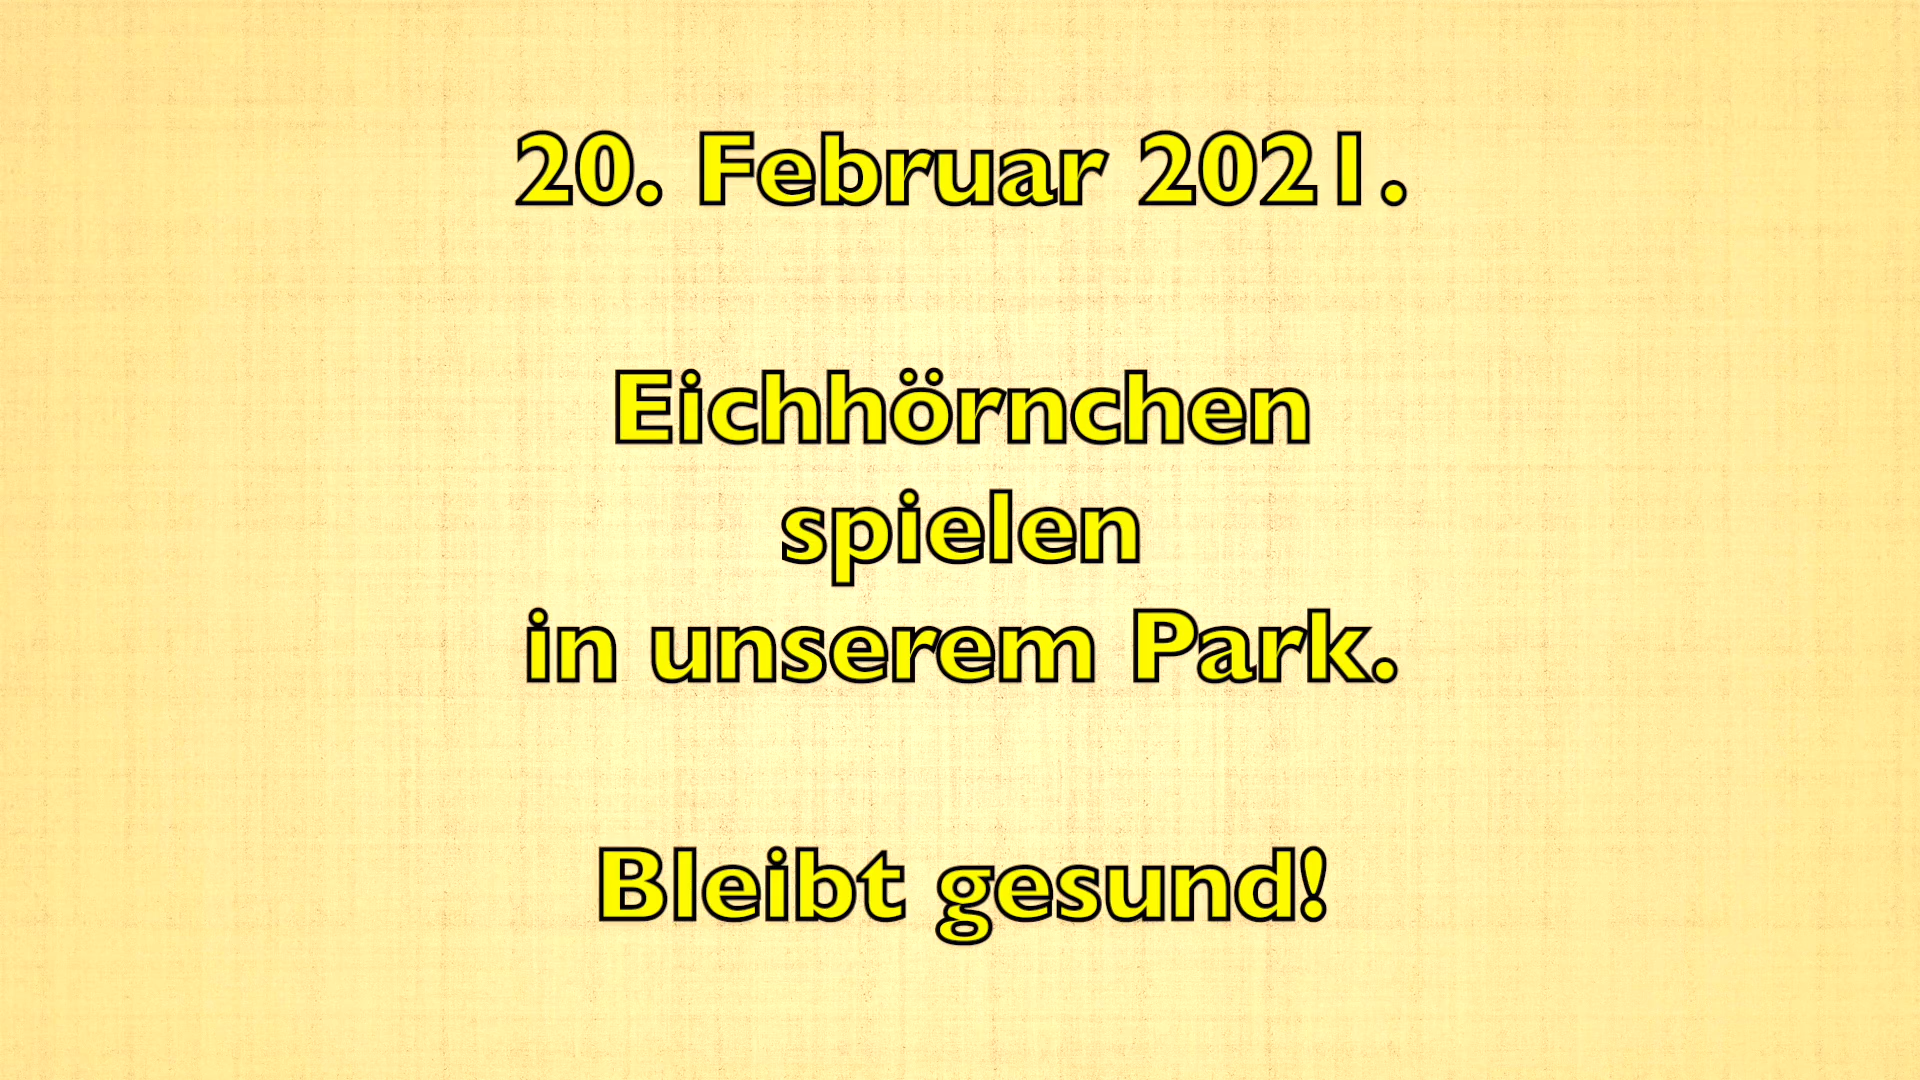 20. Februar 2021.
Eichhörnchen
spielen
in unserem Park.
Bleibt gesund!